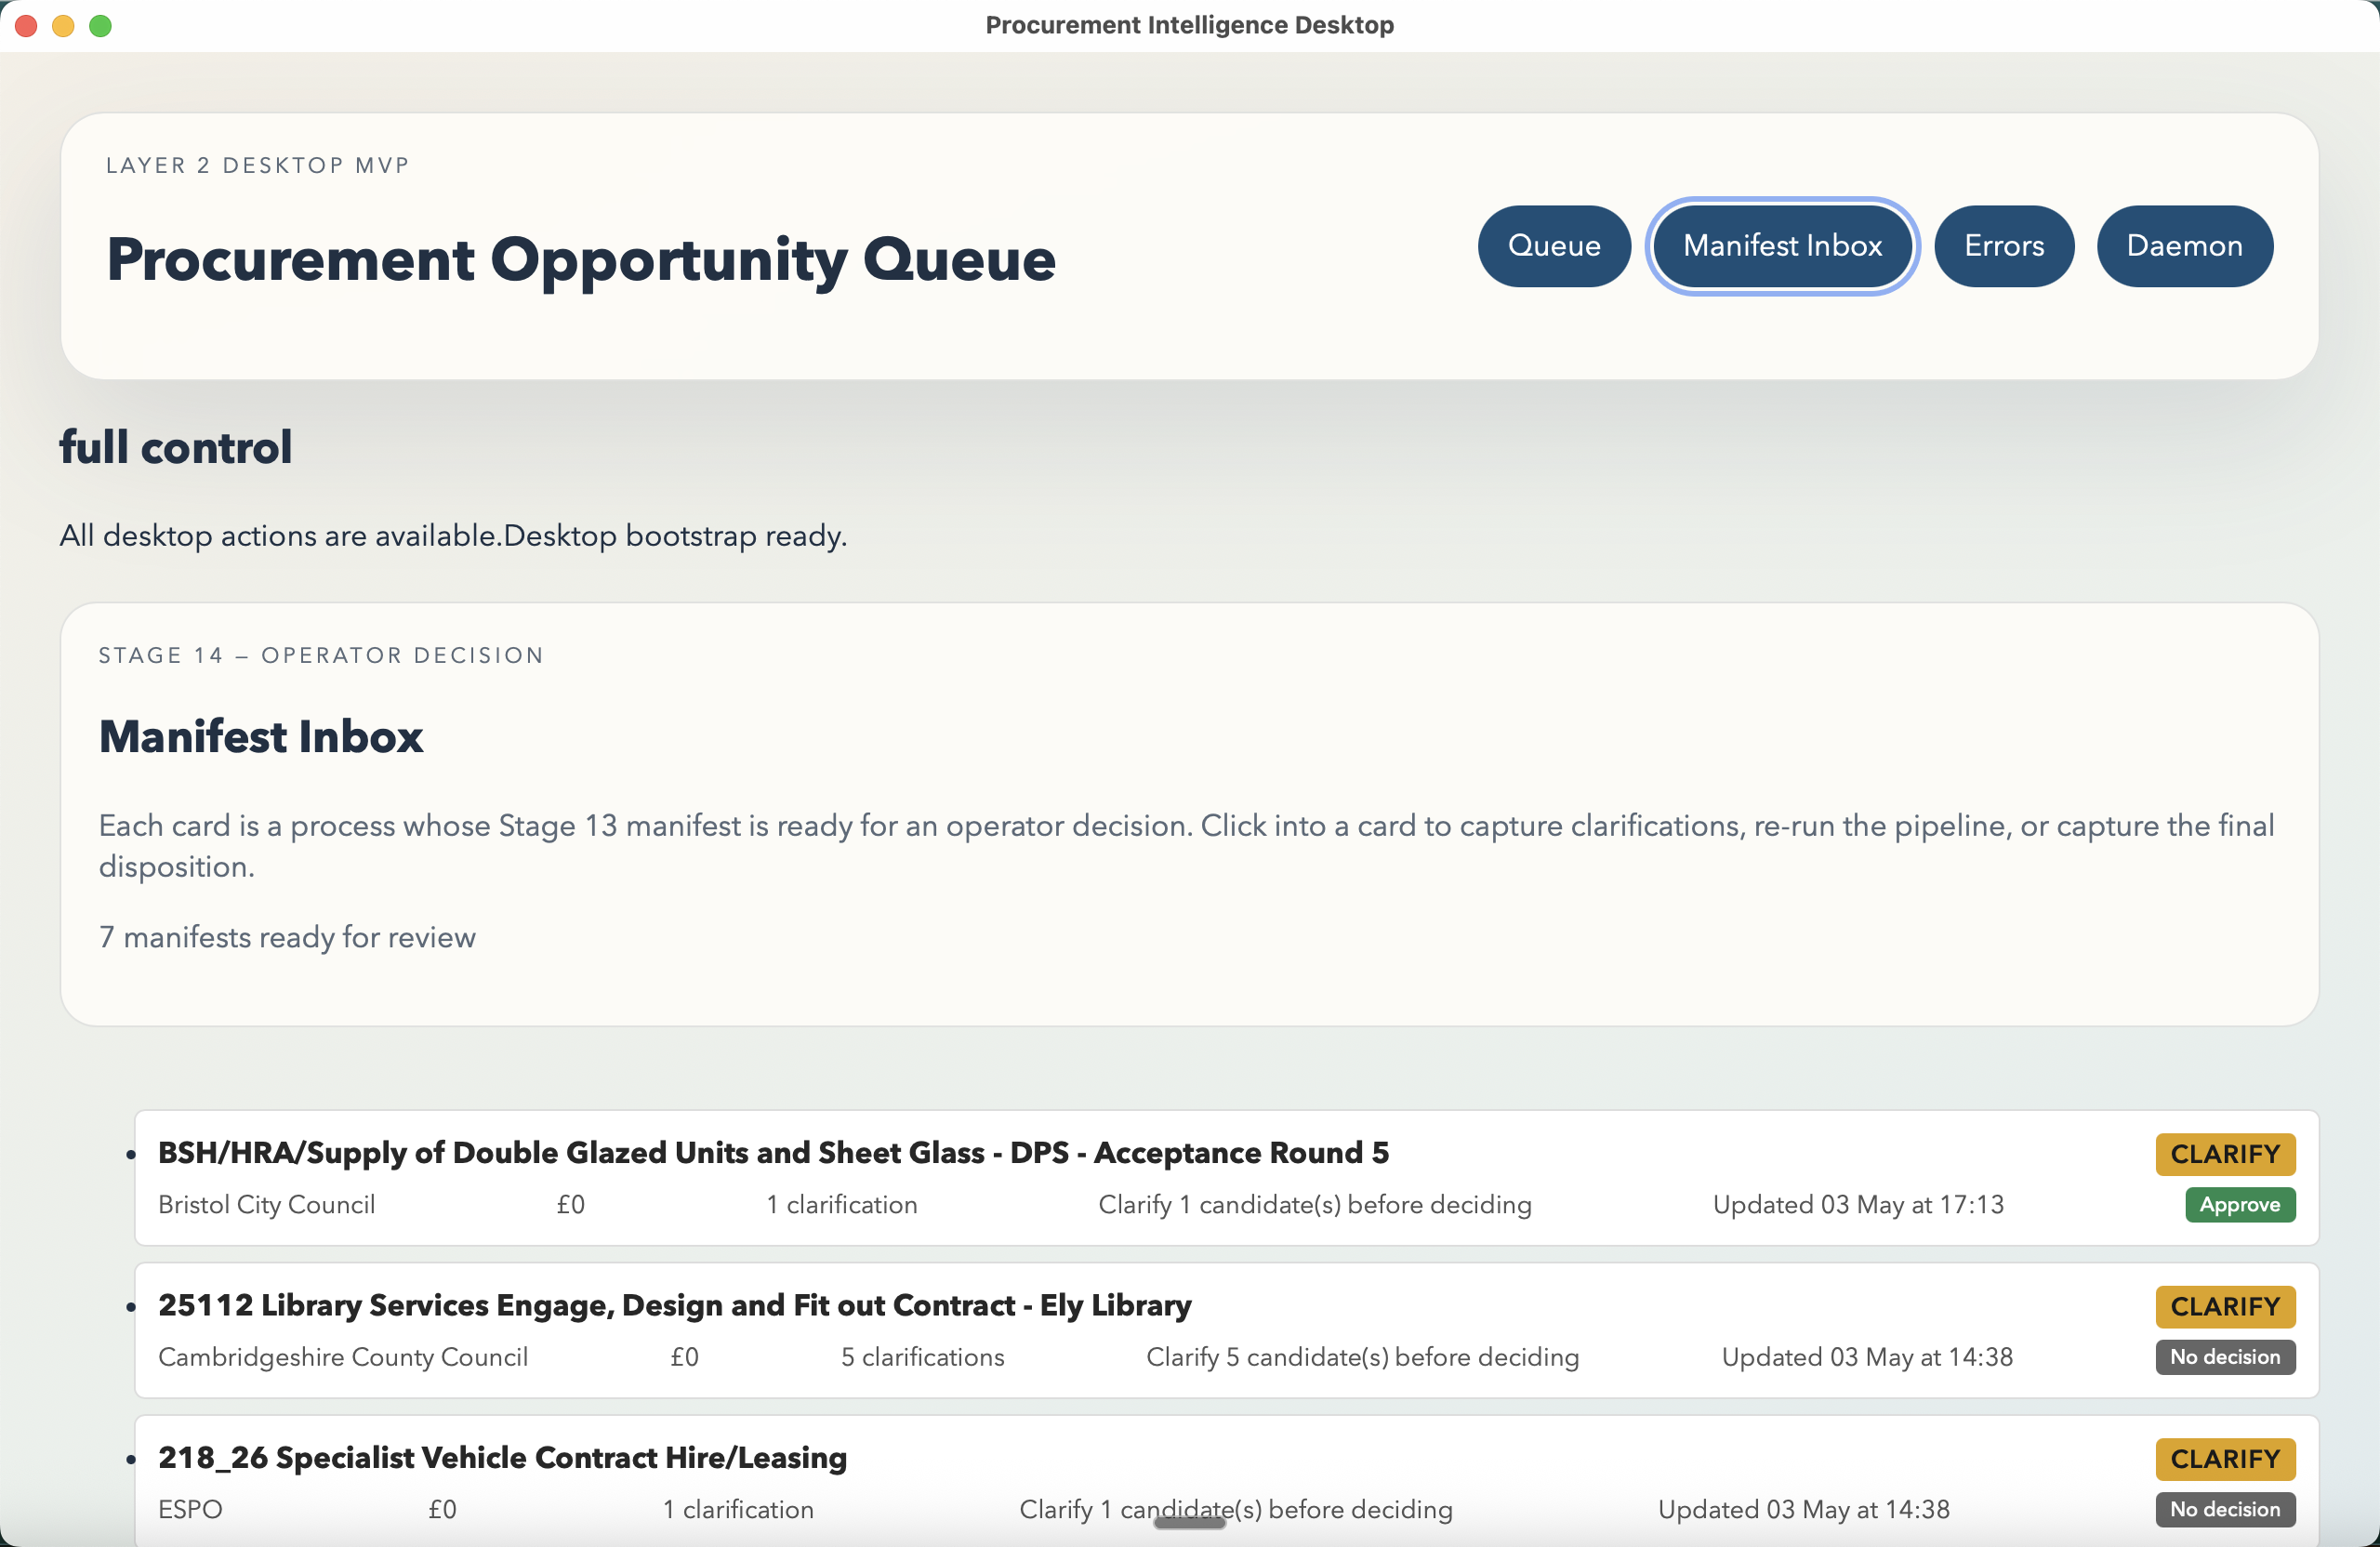 Procurement Intelligence Desktop
LAYER 2 DESKTOP MVP
Procurement Opportunity Queue
Queue
Manifest Inbox
Errors
Daemon
full control
All desktop actions are available.Desktop bootstrap ready.
STAGE 14 – OPERATOR DECISION
Manifest Inbox
Each card is a process whose Stage 13 manifest is ready for an operator decision. Click into a card to capture clarifications, re-run the pipeline, or capture the final
disposition.
7 manifests ready for review
BSH/HRA/Supply of Double Glazed Units and Sheet Glass - DPS - Acceptance Round 5
CLARIFY
Bristol City Council £0 1 clarification Clarify 1 candidate(s) before deciding Updated 03 May at 17:13
Approve
25112 Library Services Engage, Design and Fit out Contract - Ely Library
CLARIFY
Cambridgeshire County Council £0 5 clarifications Clarify 5 candidate(s) before deciding Updated 03 May at 14:38
No decision
218_26 Specialist Vehicle Contract Hire/Leasing
CLARIFY
ESPO £0 1 clarification Clarify 1 candidate(s) before deciding Updated 03 May at 14:38
No decision